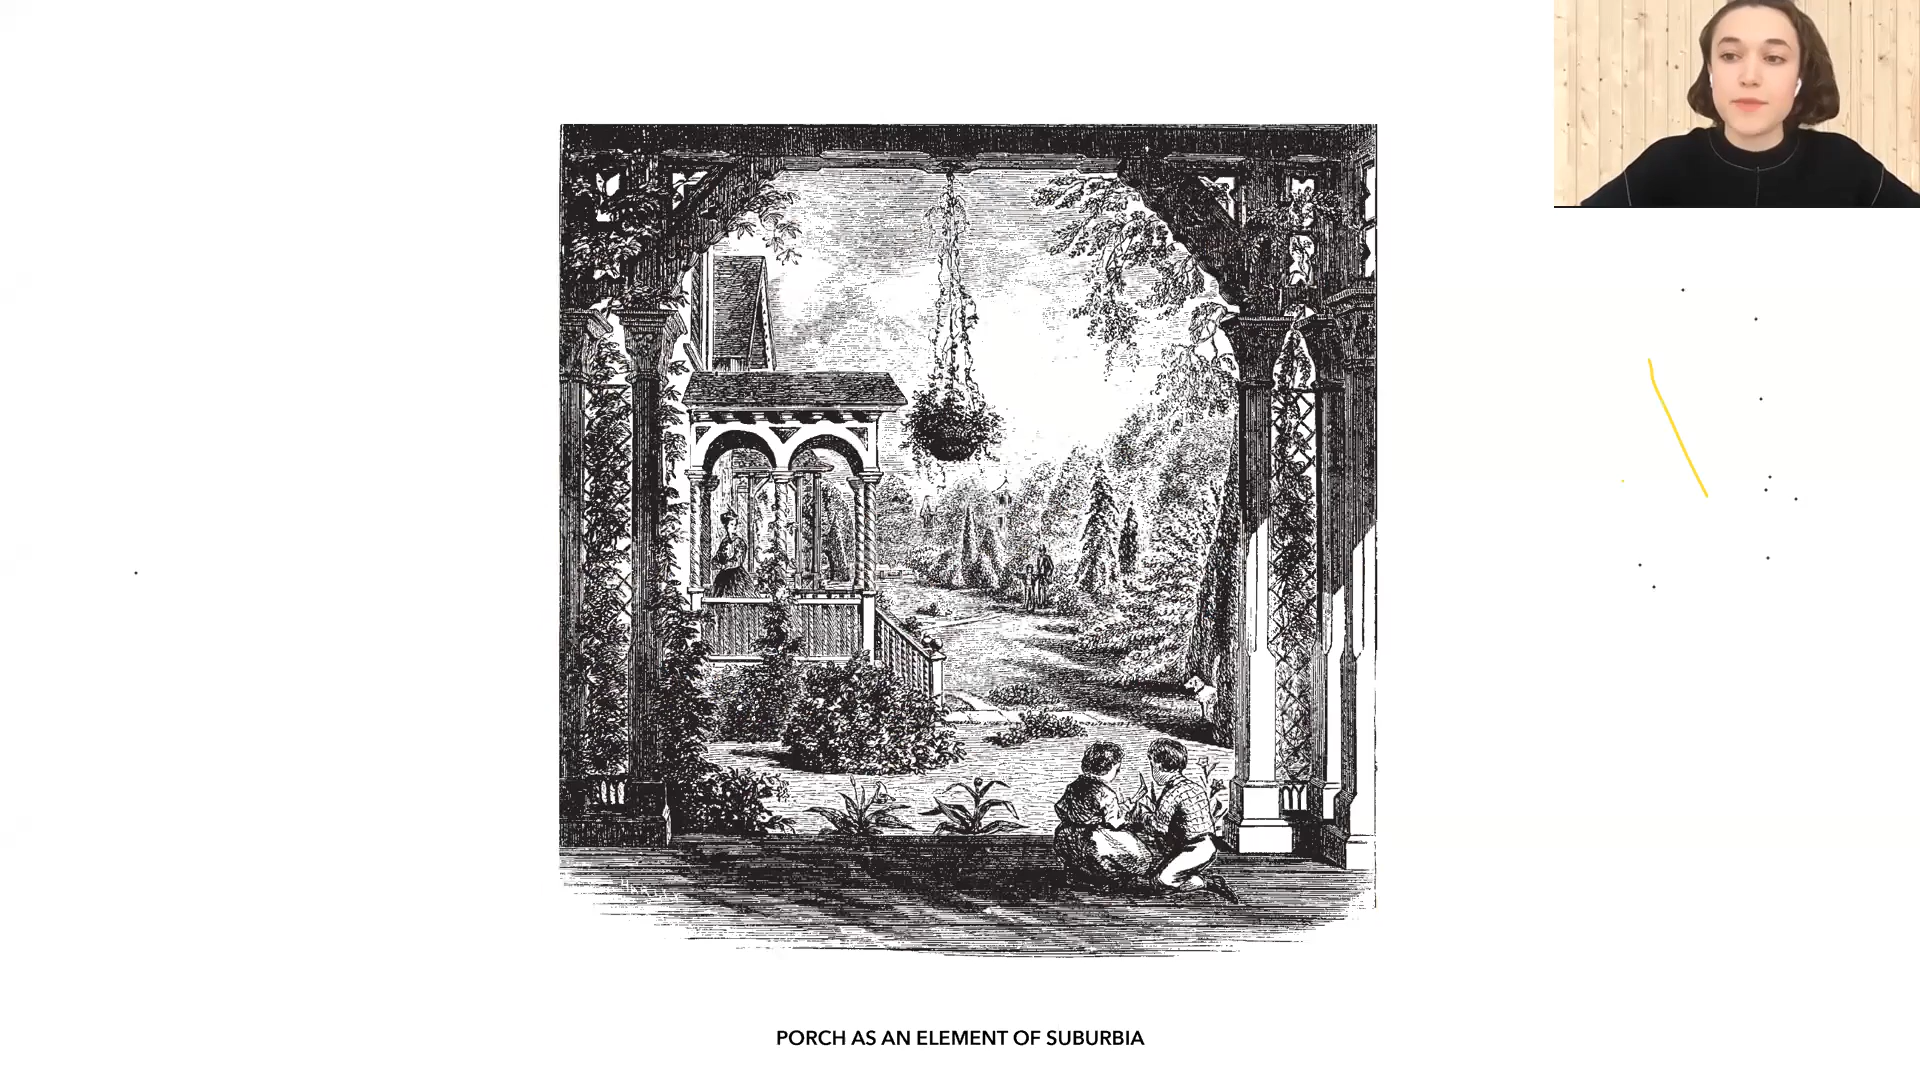 PORCH AS AN ELEMENT OF SUBURBIA